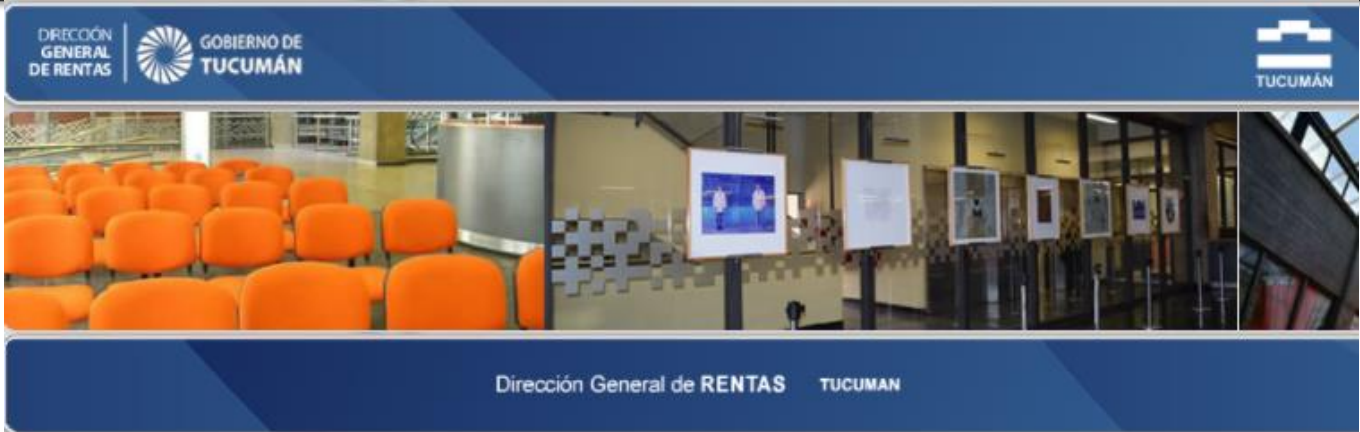 DIRECCIÓN
GENERAL
DE RENTAS
GOBIERNO DE
TUCUMÁN
TUCUMÁN
Dirección General de RENTAS TUCUMAN